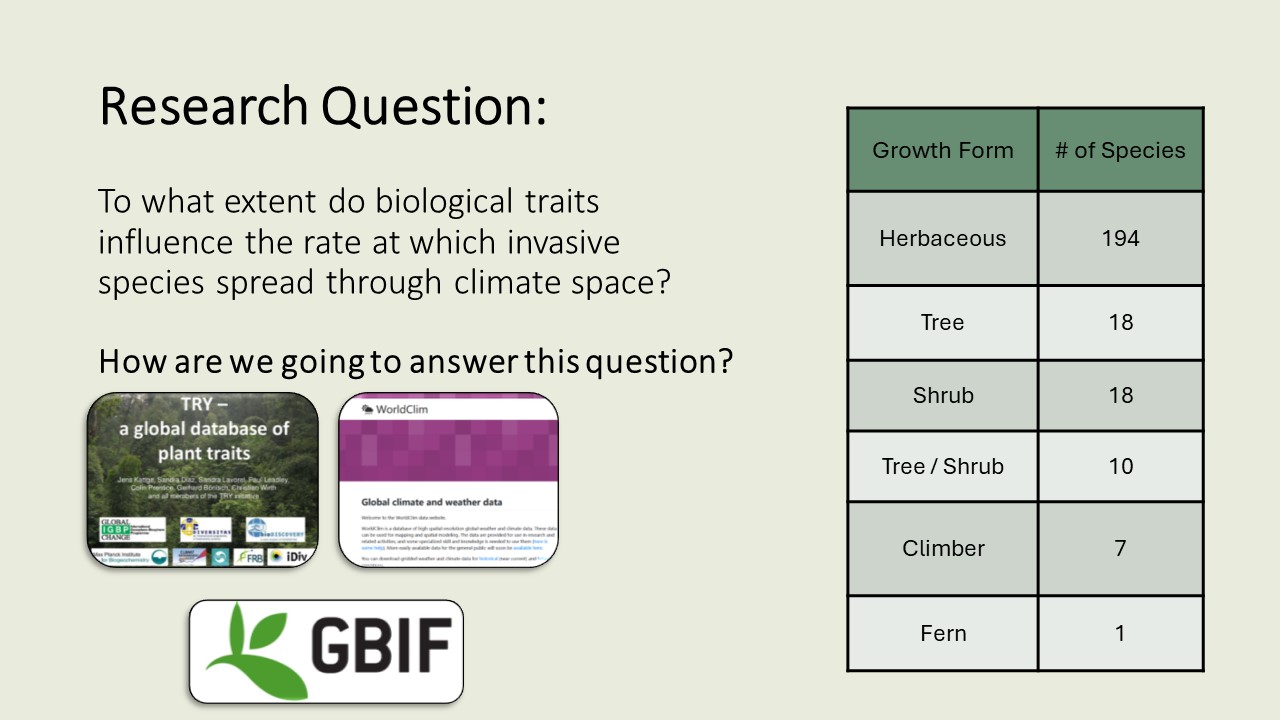 Research Question:
To what extent do biological traits
influence the rate at which invasive
species spread through climate space?
How are we going to answer this question?
TRY –
a global database of
plant traits
Jens Kattge, Sandra Díaz, Sandra Lavorel, Paul Leadley,
Colin Prentice, Gerhard Bönisch, Christian Wirth
and all members of the TRY initiative
GLOBAL
IGBP
CHANGE
bioDISCOVERY
Max Planck Institute
for Biogeochemistry
FRB
iDiv
WorldClim
Global climate and weather data
Welcome to the WorldClim data website.
WorldClim is a database of high spatial resolution global weather and climate data. These data
can be used for mapping and spatial modeling. The data are provided for use in research and
related activities; and some specialized skill and knowledge is needed to use them (here is
some help). More easily available data for the general public will soon be available here.
You can download gridded weather and climate data for historical (near current) and
GBIF
Growth Form # of Species
Herbaceous 194
Tree 18
Shrub 18
Tree / Shrub 10
Climber 7
Fern 1